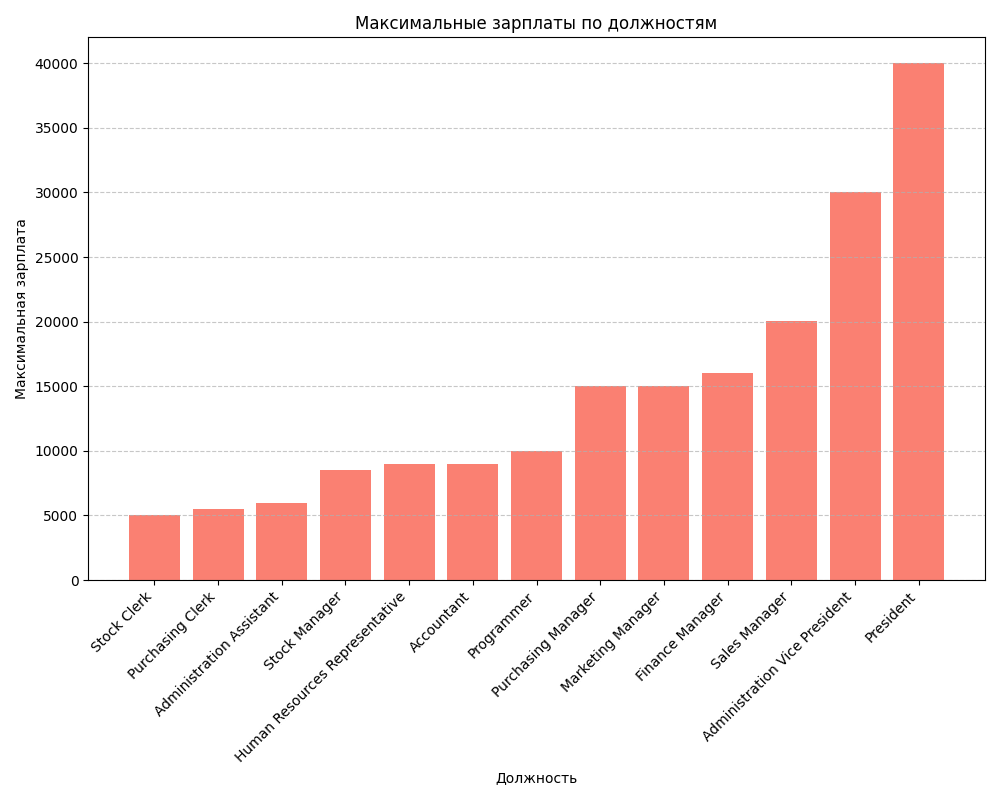 Максимальные зарплаты по должностям
Максимальная зарплата
40000
35000
30000
25000
20000
15000
10000
5000
0
Stock Clerk
Purchasing Clerk
Administration Assistant
Stock Manager
Human Resources Representative
Accountant
Programmer
Purchasing Manager
Marketing Manager
Finance Manager
Sales Manager
Administration Vice President
President
Должность